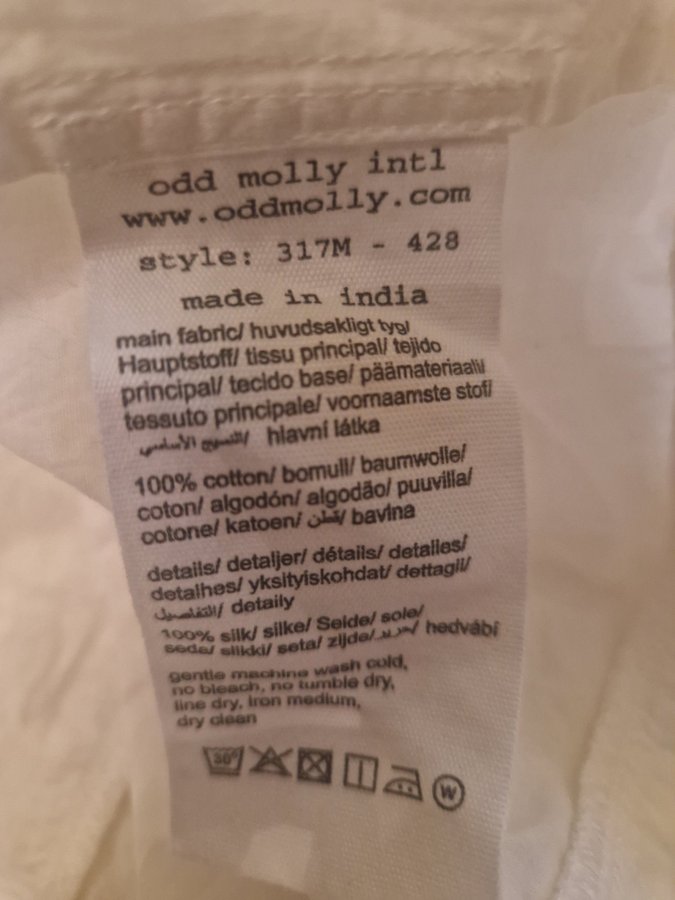 odd molly intl
www.oddmolly.com
style: 317M - 428
made in india
main fabric/ huvudsakligt tyg/
Hauptstoff/ tissu principal/ tejido
principal/ tecido base/ päämateriaali/
tessuto principale/ voornaamste stof/
النسيج الأساسي/ hlavní látka
100% cotton/ bomull/ baumwolle/
coton/ algodón/ algodão/ puuvilla/
cotone/ katoen/ قطن/ bavlna
details/ detaljer/ détails/ detalles/
detalhes/ yksityiskohdat/ dettagli/
التفاصيل/ detaily
100% silk/ silke/ Seide/ soie/
seda/ silkki/ seta/ zijde/ حرير/ hedvábí
gentle machine wash cold,
no bleach, no tumble dry,
line dry, iron medium,
dry clean
30° W